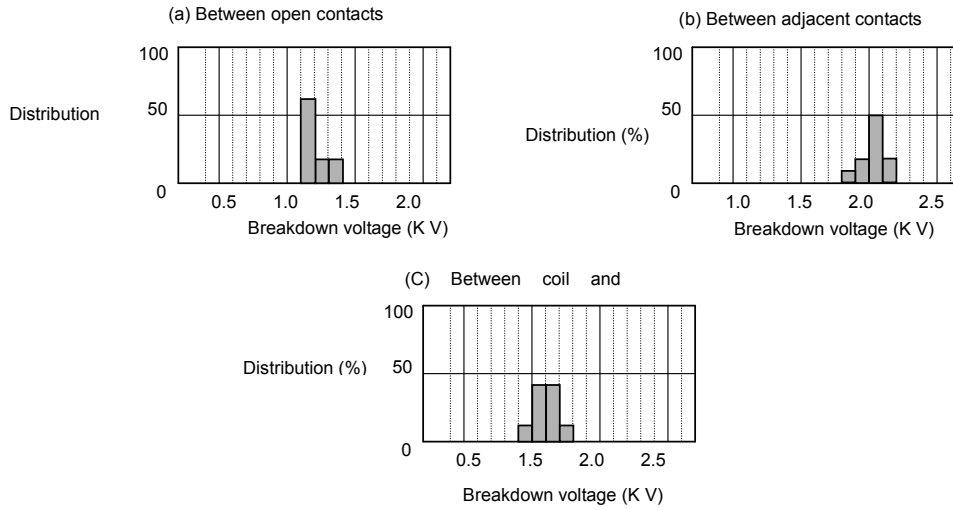 (a) Between open contacts
100
Distribution
50
0
0.5 1.0 1.5 2.0
Breakdown voltage (K V)
(b) Between adjacent contacts
100
50
Distribution (%)
0
1.0 1.5 2.0 2.5
Breakdown voltage (K V)
(C) Between coil and
100
50
Distribution (%)
0
0.5 1.5 2.0 2.5
Breakdown voltage (K V)